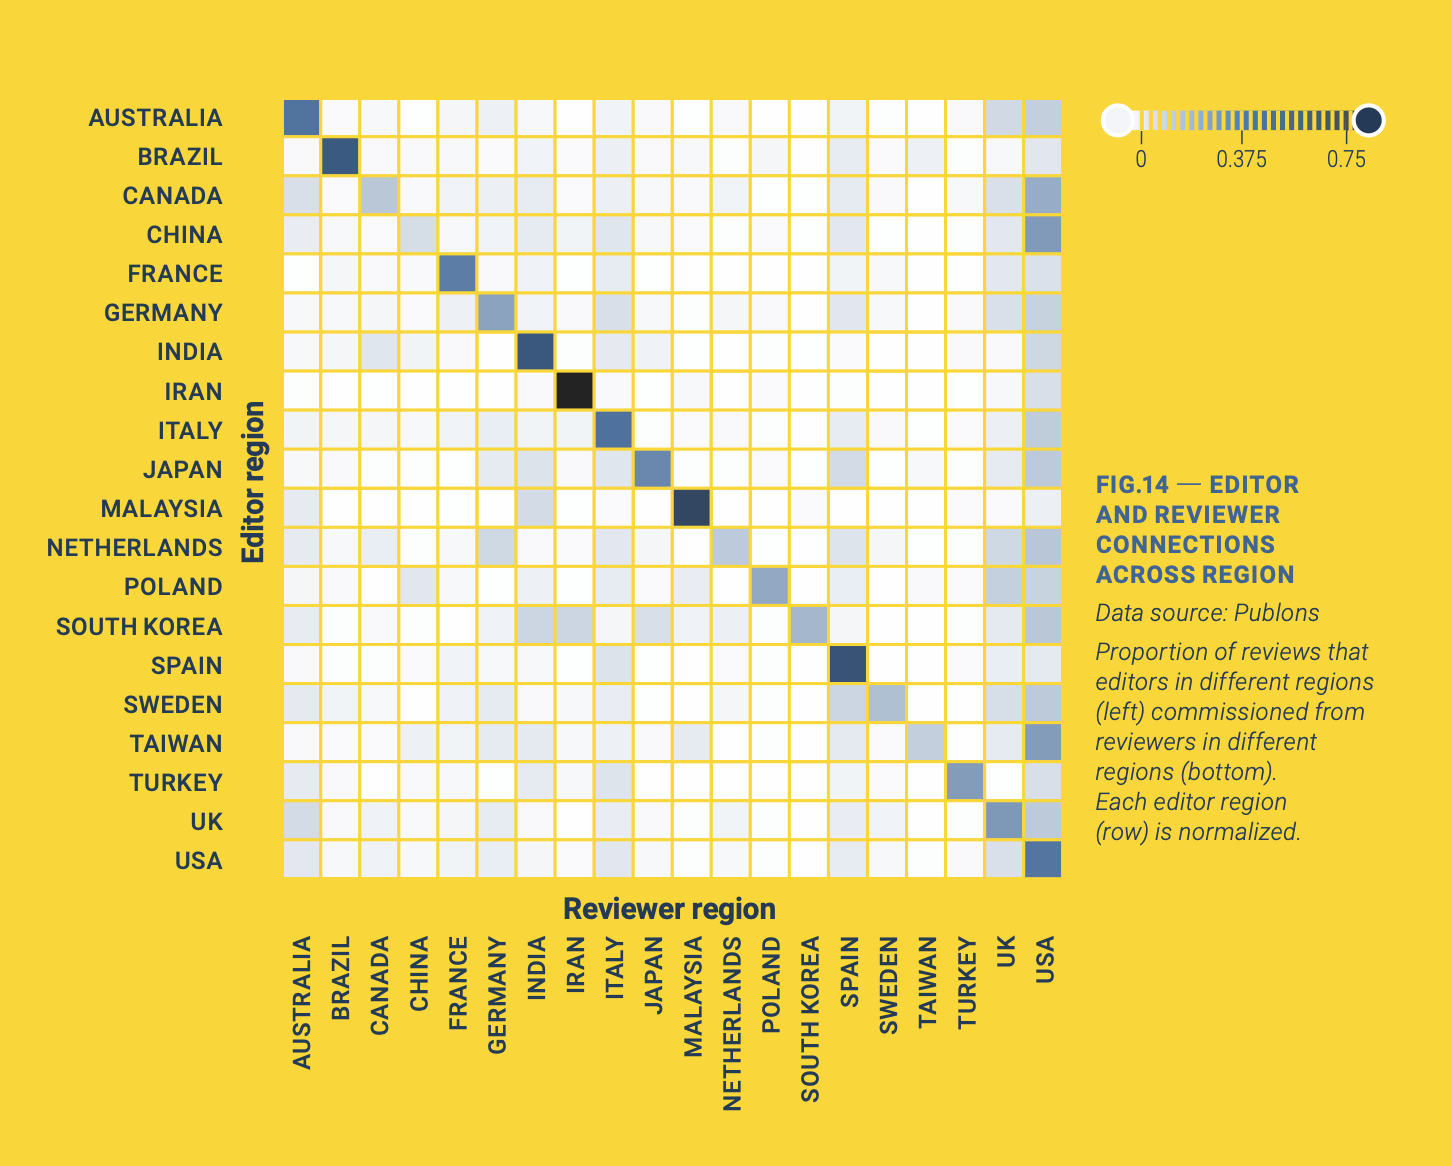 AUSTRALIA
BRAZIL
CANADA
CHINA
FRANCE
GERMANY
INDIA
IRAN
ITALY
JAPAN
MALAYSIA
NETHERLANDS
POLAND
SOUTH KOREA
SPAIN
SWEDEN
TAIWAN
TURKEY
UK
USA
Editor region
Reviewer region
AUSTRALIA
BRAZIL
CANADA
CHINA
FRANCE
GERMANY
INDIA
IRAN
ITALY
JAPAN
MALAYSIA
NETHERLANDS
POLAND
SOUTH KOREA
SPAIN
SWEDEN
TAIWAN
TURKEY
UK
USA
0 0.375 0.75
FIG.14 — EDITOR
AND REVIEWER
CONNECTIONS
ACROSS REGION
Data source: Publons
Proportion of reviews that
editors in different regions
(left) commissioned from
reviewers in different
regions (bottom).
Each editor region
(row) is normalized.